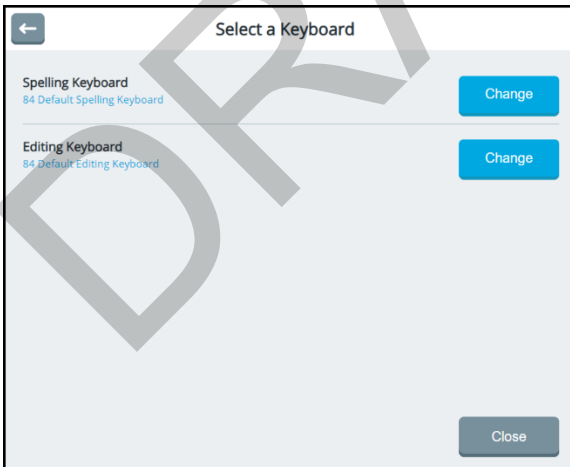 Select a Keyboard
Spelling Keyboard
84 Default Spelling Keyboard
Change
Editing Keyboard
84 Default Editing Keyboard
Change
Close
DRA